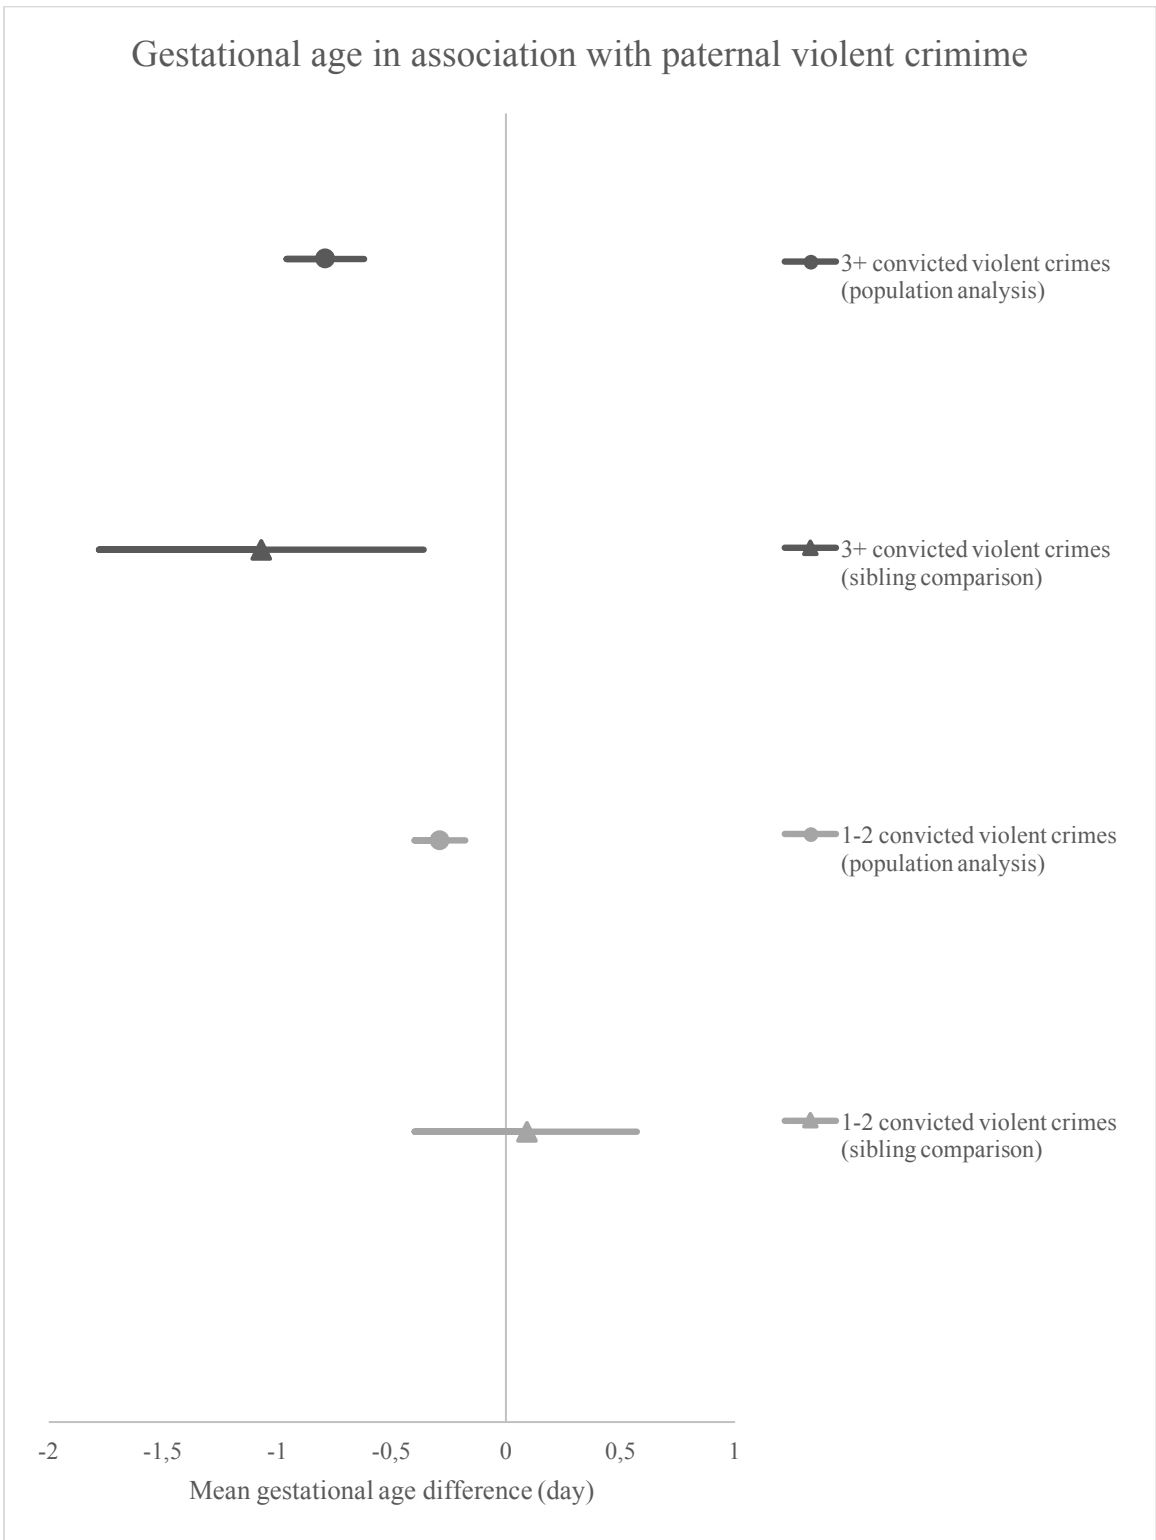 Gestational age in association with paternal violent crimime
3+ convicted violent crimes
(population analysis)
3+ convicted violent crimes
(sibling comparison)
1-2 convicted violent crimes
(population analysis)
1-2 convicted violent crimes
(sibling comparison)
-2 -1,5 -1 -0,5 0 0,5 1
Mean gestational age difference (day)